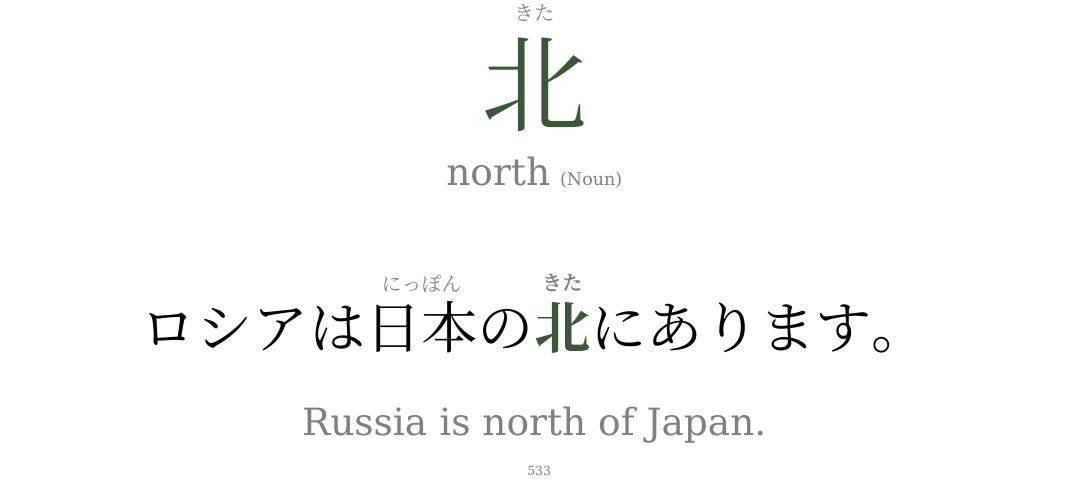 きた
北
north (Noun)
にっぽん きた
ロシアは日本の北にあります。
Russia is north of Japan.
533